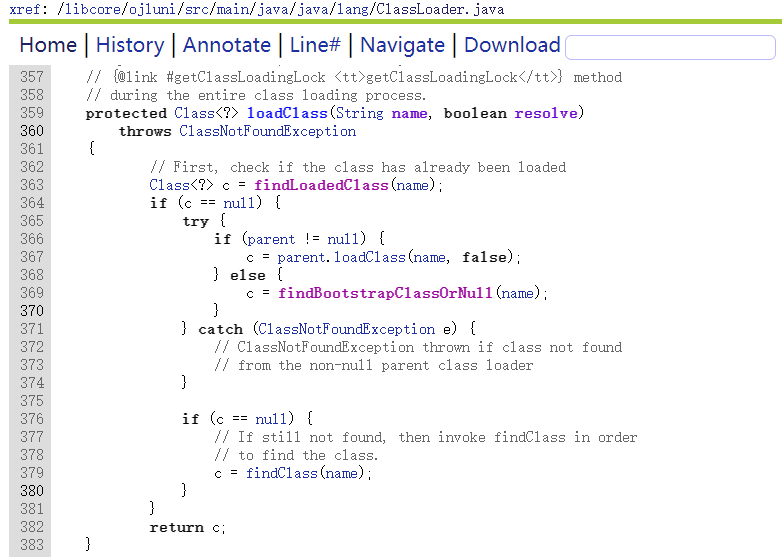 xref: /libcore/ojluni/src/main/java/java/lang/ClassLoader.java
Home | History | Annotate | Line# | Navigate | Download
357 // {@link #getClassLoadingLock <tt>getClassLoadingLock</tt>} method
358 // during the entire class loading process.
359 protected Class<?> loadClass(String name, boolean resolve)
360 throws ClassNotFoundException
361 {
362 // First, check if the class has already been loaded
363 Class<?> c = findLoadedClass(name);
364 if (c == null) {
365 try {
366 if (parent != null) {
367 c = parent.loadClass(name, false);
368 } else {
369 c = findBootstrapClassOrNull(name);
370 }
371 } catch (ClassNotFoundException e) {
372 // ClassNotFoundException thrown if class not found
373 // from the non-null parent class loader
374 }
375
376 if (c == null) {
377 // If still not found, then invoke findClass in order
378 // to find the class.
379 c = findClass(name);
380 }
381 }
382 return c;
383 }